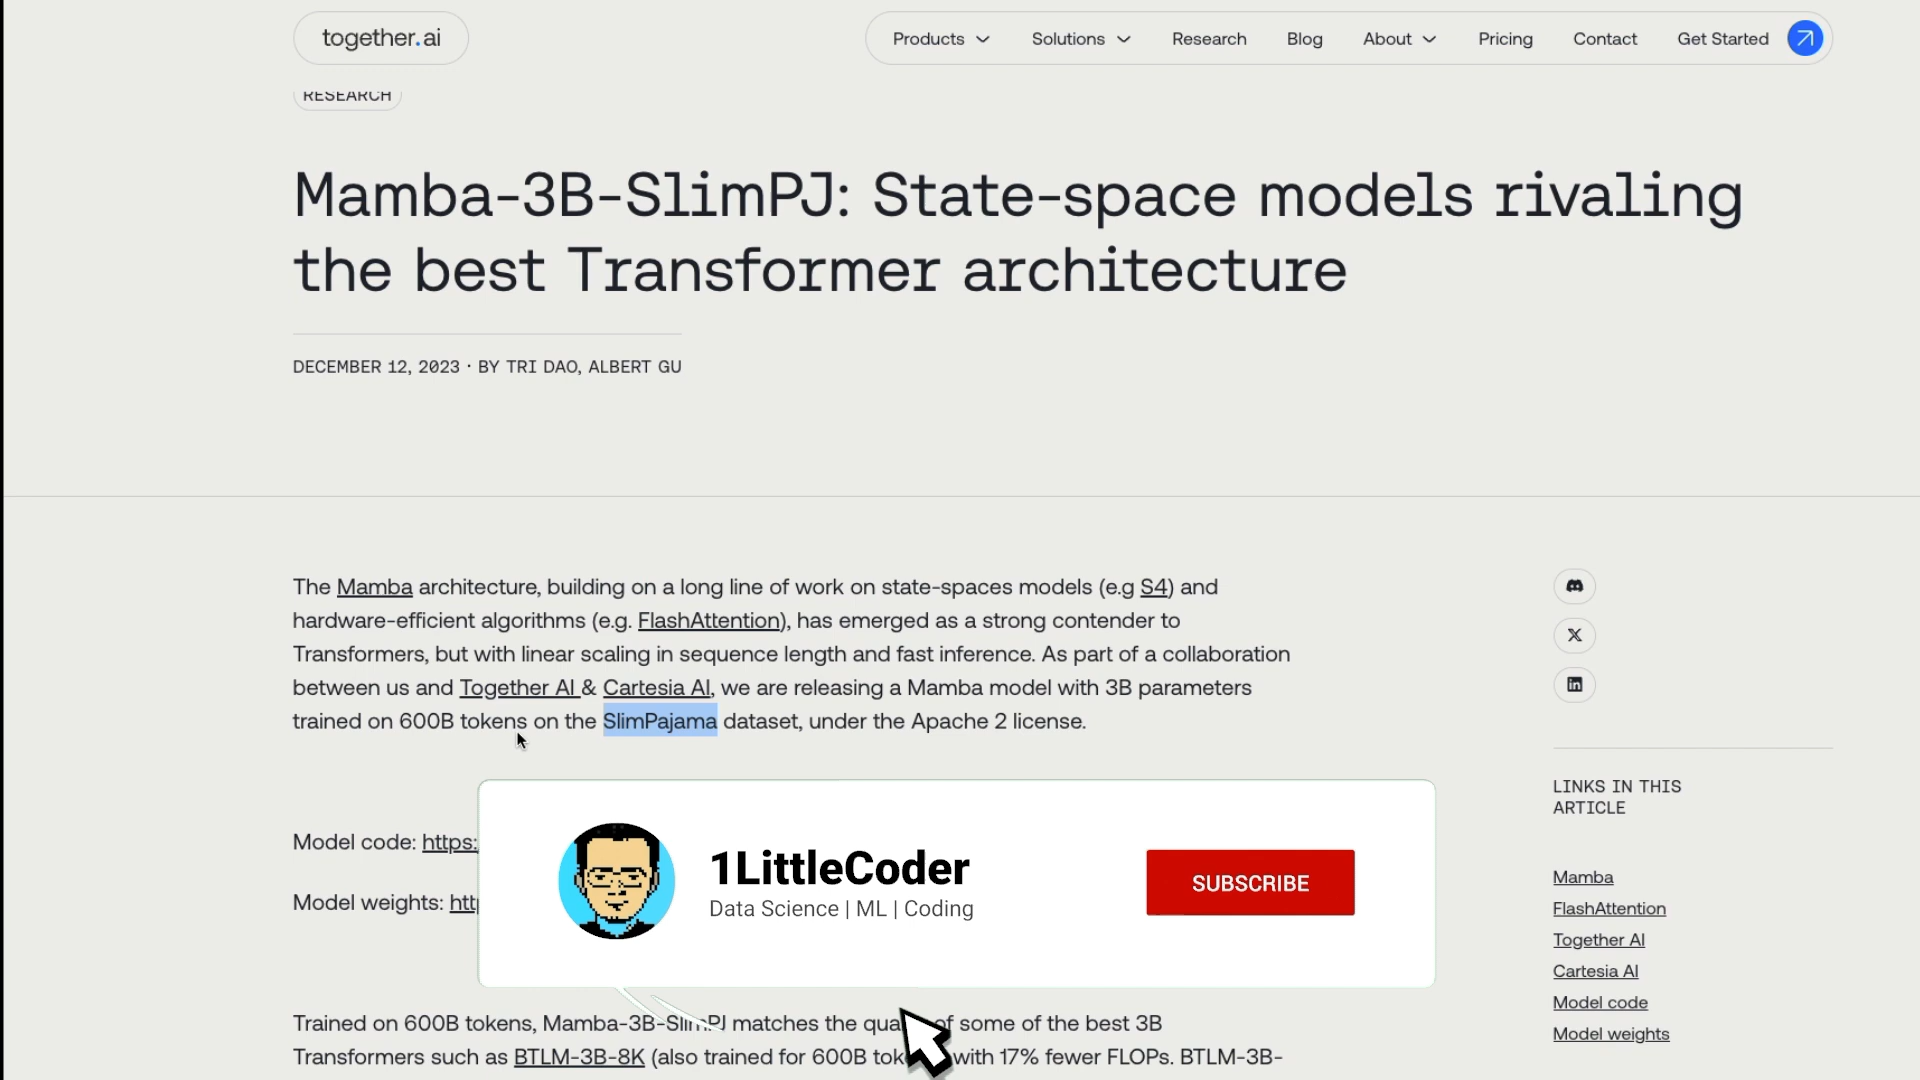 together.ai
Products
Solutions
Research
Blog
About
Pricing
Contact
Get Started
RESEARCH
Mamba-3B-SlimPJ: State-space models rivaling
the best Transformer architecture
DECEMBER 12, 2023 · BY TRI DAO, ALBERT GU
The Mamba architecture, building on a long line of work on state-spaces models (e.g S4) and
hardware-efficient algorithms (e.g. FlashAttention), has emerged as a strong contender to
Transformers, but with linear scaling in sequence length and fast inference. As part of a collaboration
between us and Together AI & Cartesia AI, we are releasing a Mamba model with 3B parameters
trained on 600B tokens on the SlimPajama dataset, under the Apache 2 license.
Model code: https:
Model weights:
1LittleCoder
Data Science | ML | Coding
SUBSCRIBE
Trained on 600B tokens, Mamba-3B-SlimPJ matches the of some of the best 3B
Transformers such as BTLM-3B-8K (also trained for 600B with 17% fewer FLOPs. BTLM-3B-
LINKS IN THIS
ARTICLE
Mamba
FlashAttention
Together AI
Cartesia AI
Model code
Model weights